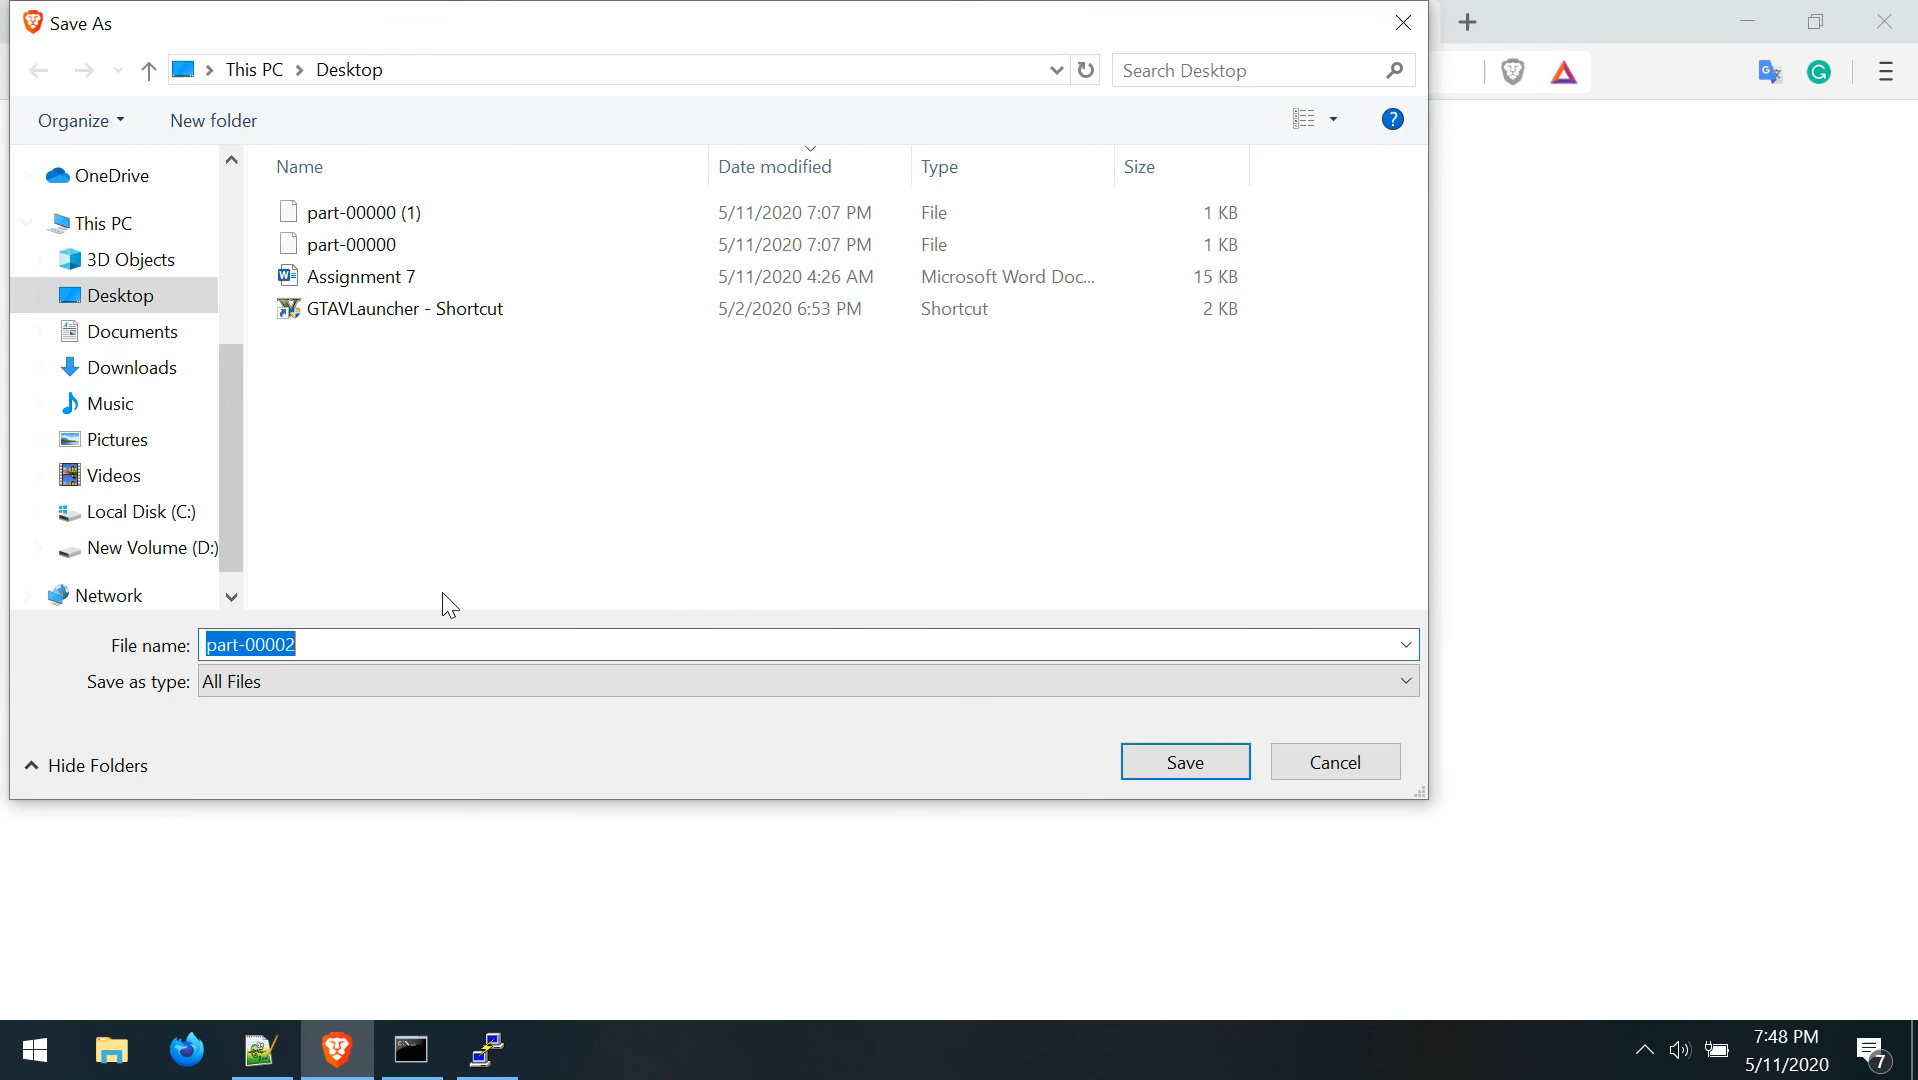 Save As
This PC
Desktop
Search Desktop
Organize
New folder
?
Name
Date modified
Type
Size
OneDrive
This PC
3D Objects
Desktop
Documents
Downloads
Music
Pictures
Videos
Local Disk (C:)
New Volume (D:)
Network
part-00000 (1)
5/11/2020 7:07 PM
File
1 KB
part-00000
5/11/2020 7:07 PM
File
1 KB
Assignment 7
5/11/2020 4:26 AM
Microsoft Word Doc...
15 KB
GTAVLauncher - Shortcut
5/2/2020 6:53 PM
Shortcut
2 KB
File name: part-00002
Save as type: All Files
Hide Folders
Save
Cancel
7:48 PM
5/11/2020
7